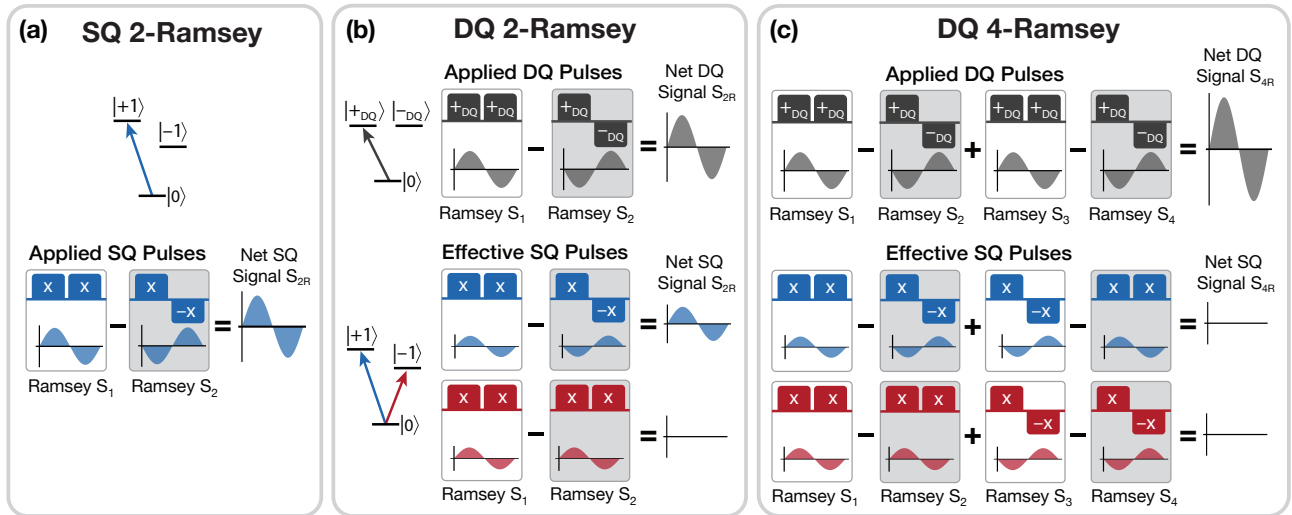 (a) SQ 2-Ramsey
|+1⟩
|−1⟩
|0⟩
Applied SQ Pulses
Net SQ
Signal S2R
x x − x −x =
Ramsey S1 Ramsey S2
(b) DQ 2-Ramsey
Applied DQ Pulses
Net DQ
Signal S2R
|+DQ⟩ |−DQ⟩
|0⟩
+DQ +DQ − +DQ −DQ =
Ramsey S1 Ramsey S2
Effective SQ Pulses
Net SQ
Signal S2R
x x − x −x =
|+1⟩
|−1⟩
|0⟩
x x − x x =
Ramsey S1 Ramsey S2
(c) DQ 4-Ramsey
Applied DQ Pulses
Net DQ
Signal S4R
+DQ +DQ − +DQ −DQ + +DQ +DQ − +DQ −DQ =
Ramsey S1 Ramsey S2 Ramsey S3 Ramsey S4
Effective SQ Pulses
Net SQ
Signal S4R
x x − x −x + x −x − x x =
x x − x x + x −x − x −x =
Ramsey S1 Ramsey S2 Ramsey S3 Ramsey S4